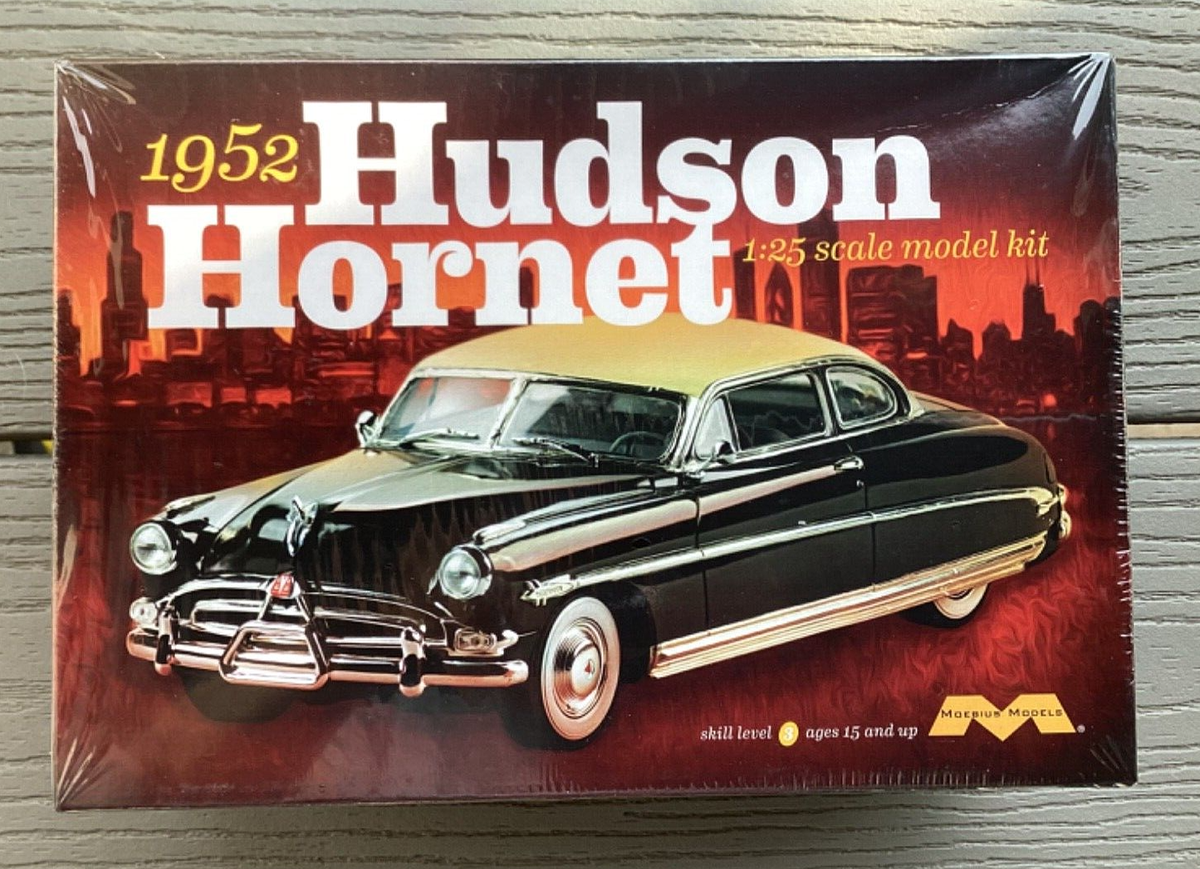 1952 Hudson
Hornet
1:25 scale model kit
skill level 3 ages 15 and up
MOEBIUS MODELS ®